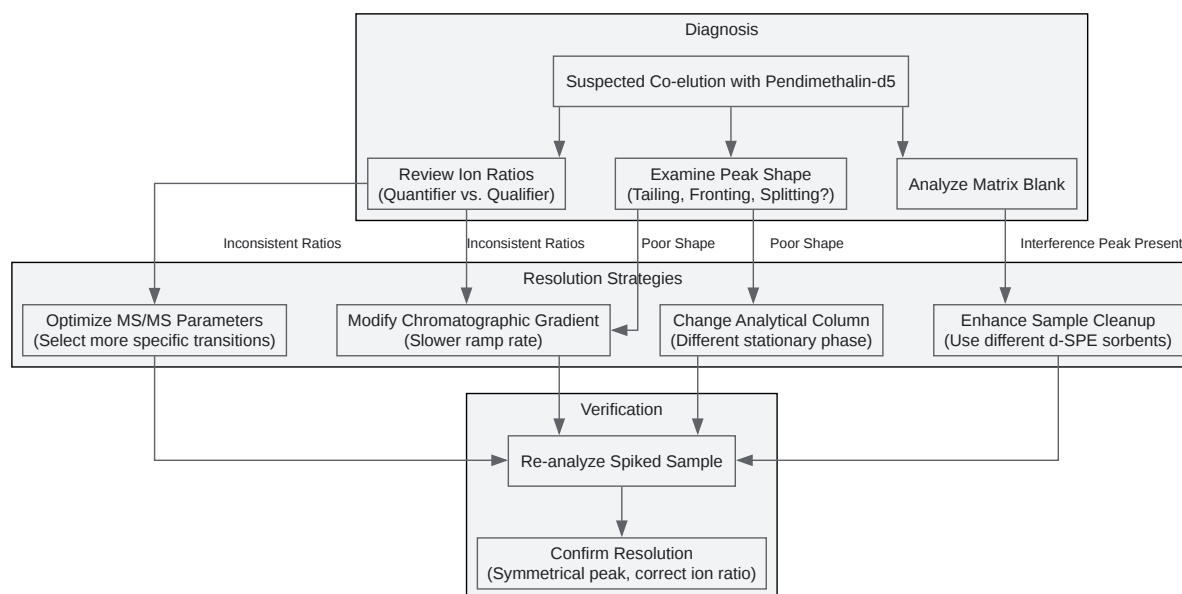 Diagnosis
Suspected Co-elution with Pendimethalin-d5
Review Ion Ratios
(Quantifier vs. Qualifier)
Examine Peak Shape
(Tailing, Fronting, Splitting?)
Analyze Matrix Blank
Inconsistent Ratios
Inconsistent Ratios
Poor Shape
Poor Shape
Interference Peak Present
Resolution Strategies
Optimize MS/MS Parameters
(Select more specific transitions)
Modify Chromatographic Gradient
(Slower ramp rate)
Change Analytical Column
(Different stationary phase)
Enhance Sample Cleanup
(Use different d-SPE sorbents)
Verification
Re-analyze Spiked Sample
Confirm Resolution
(Symmetrical peak, correct ion ratio)